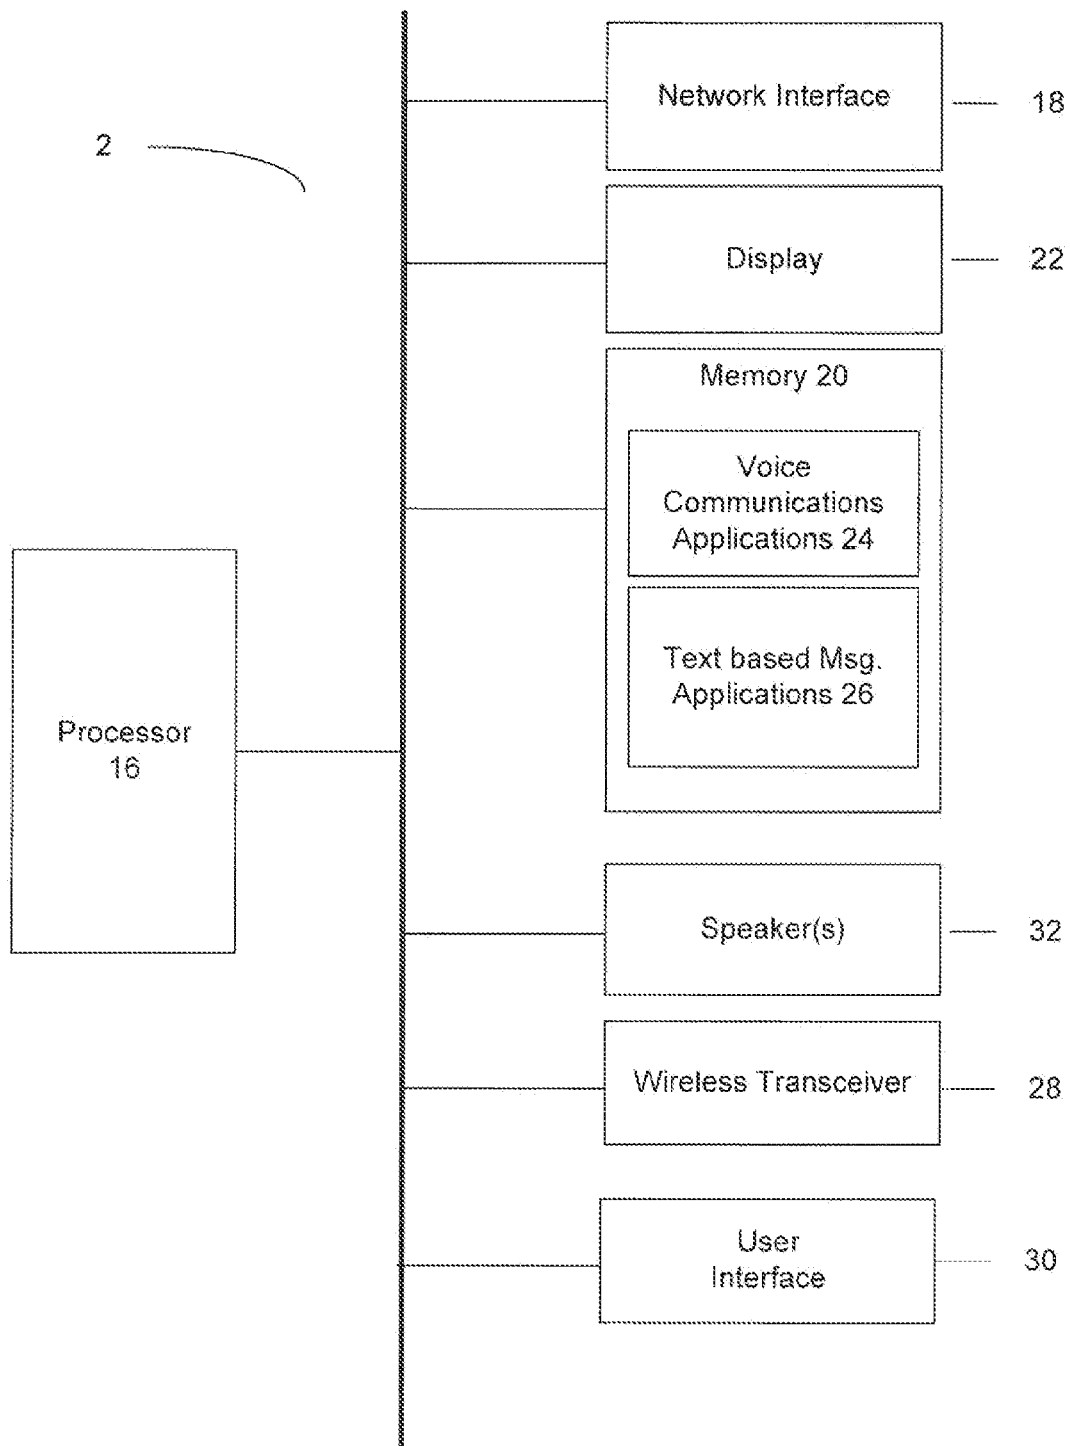 Network Interface
18
2
Display
22
Memory 20
Voice
Communications
Applications 24
Text based Msg.
Applications 26
Processor
16
Speaker(s)
32
Wireless Transceiver
28
User
Interface
30